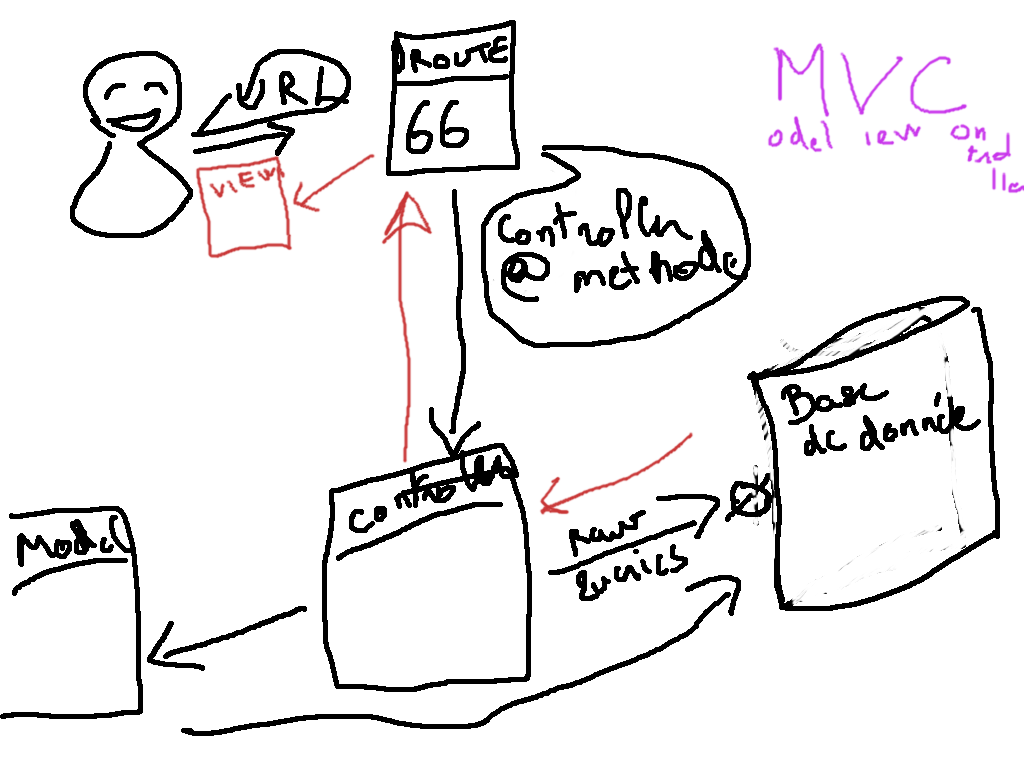 URL
ROUTE
66
VIEW
MVC
odel iew on
trol
ller
controller
@ methode
Base
de donnée
controller
Model
raw
queries